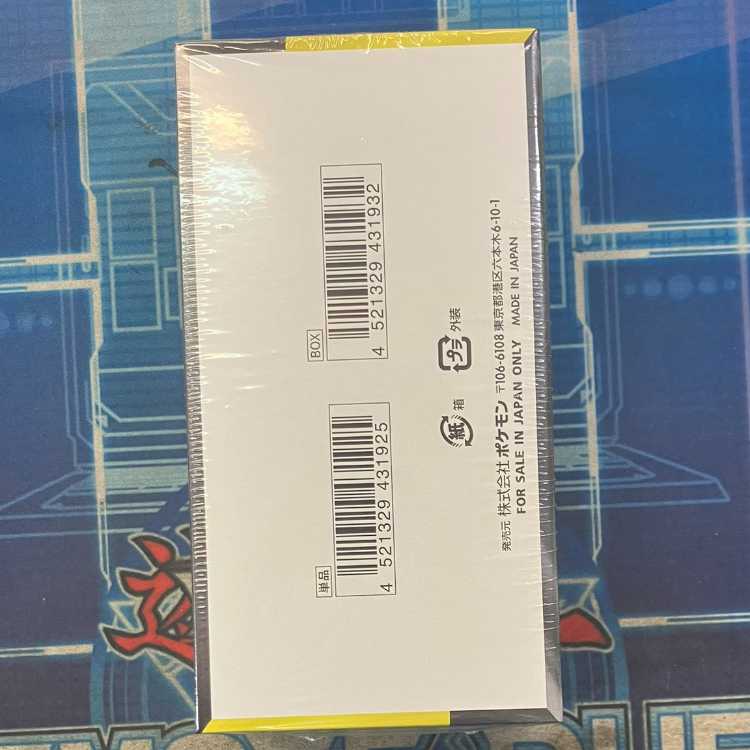 単品
4 521329 431925
BOX
4 521329 431932
紙 箱
プラ 外装
発売元 株式会社ポケモン 〒106-6108 東京都港区六本木6-10-1
FOR SALE IN JAPAN ONLY MADE IN JAPAN